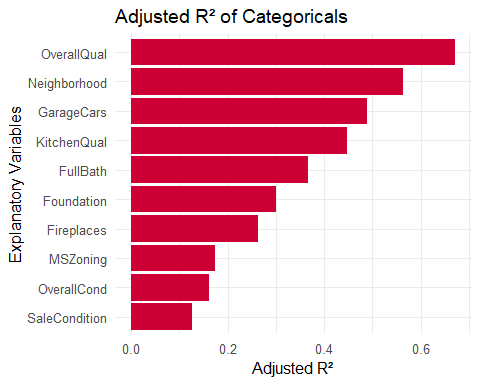 Adjusted R² of Categoricals
Explanatory Variables
OverallQual
Neighborhood
GarageCars
KitchenQual
FullBath
Foundation
Fireplaces
MSZoning
OverallCond
SaleCondition
0.0 0.2 0.4 0.6
Adjusted R²